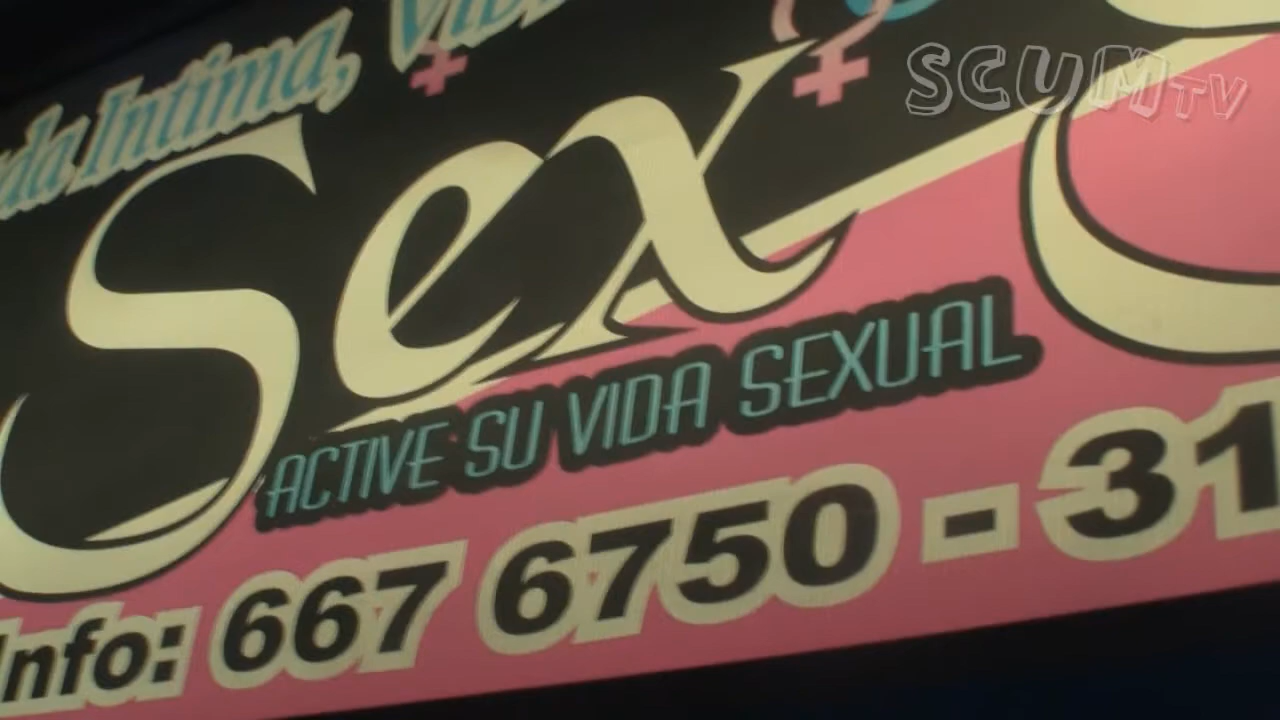 Intima,
SCUMTV
Sex
ACTIVE SU VIDA SEXUAL
Info: 667 6750 - 31